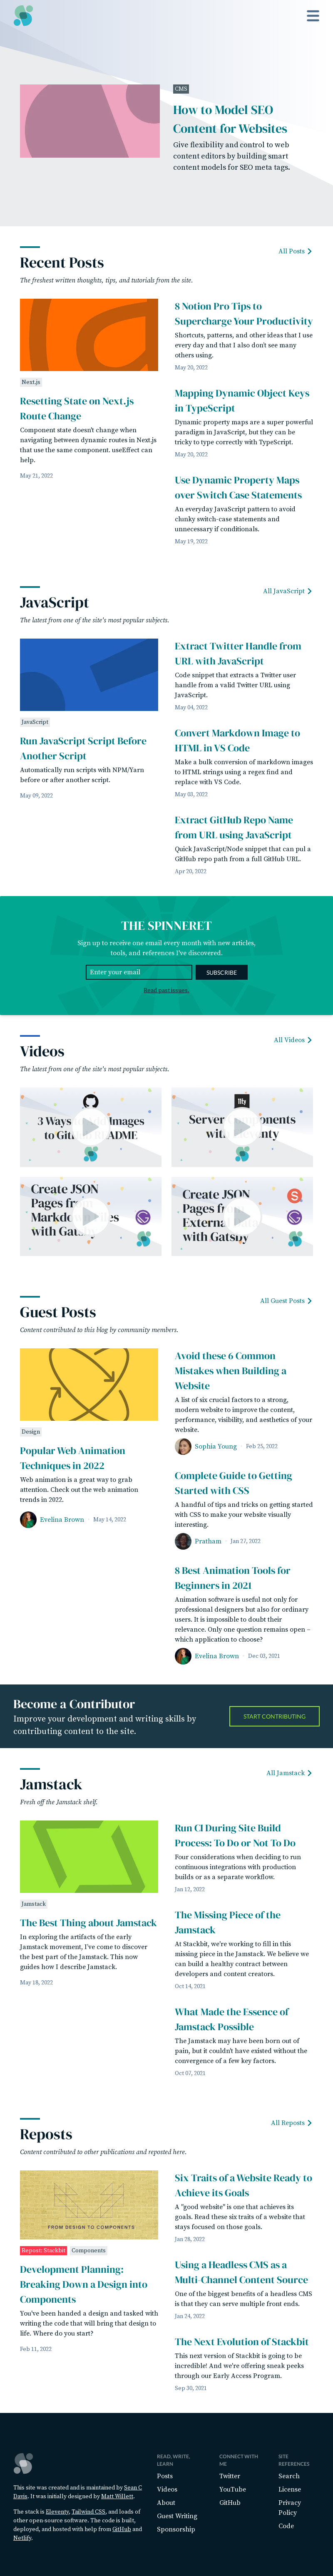 CMS
How to Model SEO
Content for Websites
Give flexibility and control to web
content editors by building smart
content models for SEO meta tags.
Recent Posts
All Posts
The freshest written thoughts, tips, and tutorials from the site.
Next.js
Resetting State on Next.js
Route Change
Component state doesn't change when
navigating between dynamic routes in Next.js
that use the same component. useEffect can
help.
May 21, 2022
8 Notion Pro Tips to
Supercharge Your Productivity
Shortcuts, patterns, and other ideas that I use
every day and that I also don't see many
others using.
May 20, 2022
Mapping Dynamic Object Keys
in TypeScript
Dynamic property maps are a super powerful
paradigm in JavaScript, but they can be
tricky to type correctly with TypeScript.
May 20, 2022
Use Dynamic Property Maps
over Switch Case Statements
An everyday JavaScript pattern to avoid
clunky switch-case statements and
unnecessary if conditionals.
May 19, 2022
JavaScript
All JavaScript
The latest from one of the site's most popular subjects.
JavaScript
Run JavaScript Script Before
Another Script
Automatically run scripts with NPM/Yarn
before or after another script.
May 09, 2022
Extract Twitter Handle from
URL with JavaScript
Code snippet that extracts a Twitter user
handle from a valid Twitter URL using
JavaScript.
May 04, 2022
Convert Markdown Image to
HTML in VS Code
Make a bulk conversion of markdown images
to HTML strings using a regex find and
replace with VS Code.
May 03, 2022
Extract GitHub Repo Name
from URL using JavaScript
Quick JavaScript/Node snippet that can pul a
GitHub repo path from a full GitHub URL.
Apr 20, 2022
THE SPINNERET
Sign up to receive one email every month with new articles,
tools, and references I've discovered.
Enter your email
SUBSCRIBE
Read past issues.
Videos
All Videos
The latest from one of the site's most popular subjects.
3 Ways Images
to GitH ADME
11ty
Server onents
with nty
Create JSON
Pages fr
Markdo les
with Gatsby
Create JSON
Pages f
Externa
with Gatsby
Guest Posts
All Guest Posts
Content contributed to this blog by community members.
Design
Popular Web Animation
Techniques in 2022
Web animation is a great way to grab
attention. Check out the web animation
trends in 2022.
Evelina Brown · May 14, 2022
Avoid these 6 Common
Mistakes when Building a
Website
A list of six crucial factors to a strong,
modern website to improve the content,
performance, visibility, and aesthetics of your
website.
Sophia Young · Feb 25, 2022
Complete Guide to Getting
Started with CSS
A handful of tips and tricks on getting started
with CSS to make your website visually
interesting.
Pratham · Jan 27, 2022
8 Best Animation Tools for
Beginners in 2021
Animation software is useful not only for
professional designers but also for ordinary
users. It is impossible to doubt their
relevance. Only one question remains open –
which application to choose?
Evelina Brown · Dec 03, 2021
Become a Contributor
Improve your development and writing skills by
contributing content to the site.
START CONTRIBUTING
Jamstack
All Jamstack
Fresh off the Jamstack shelf.
Jamstack
The Best Thing about Jamstack
In exploring the artifacts of the early
Jamstack movement, I've come to discover
the best part of the Jamstack. This now
guides how I describe Jamstack.
May 18, 2022
Run CI During Site Build
Process: To Do or Not To Do
Four considerations when deciding to run
continuous integrations with production
builds or as a separate workflow.
Jan 12, 2022
The Missing Piece of the
Jamstack
At Stackbit, we're working to fill in this
missing piece in the Jamstack. We believe we
can build a healthy contract between
developers and content creators.
Oct 14, 2021
What Made the Essence of
Jamstack Possible
The Jamstack may have been born out of
pain, but it couldn't have existed without the
convergence of a few key factors.
Oct 07, 2021
Reposts
All Reposts
Content contributed to other publications and reposted here.
FROM DESIGN TO COMPONENTS
Repost: Stackbit
Components
Development Planning:
Breaking Down a Design into
Components
You've been handed a design and tasked with
writing the code that will bring that design to
life. Where do you start?
Feb 11, 2022
Six Traits of a Website Ready to
Achieve its Goals
A "good website" is one that achieves its
goals. Read these six traits of a website that
stays focused on those goals.
Jan 28, 2022
Using a Headless CMS as a
Multi-Channel Content Source
One of the biggest benefits of a headless CMS
is that they can serve multiple front ends.
Jan 24, 2022
The Next Evolution of Stackbit
This next version of Stackbit is going to be
incredible! And we're offering sneak peeks
through our Early Access Program.
Sep 30, 2021
This site was created and is maintained by Sean C
Davis. It was initially designed by Matt Willett.
The stack is Eleventy, Tailwind CSS, and loads of
other open source software. The code is built,
deployed, and hosted with help from GitHub and
Netlify.
READ, WRITE,
LEARN
Posts
Videos
About
Guest Writing
Sponsorship
CONNECT WITH
ME
Twitter
YouTube
GitHub
SITE
REFERENCES
Search
License
Privacy
Policy
Code